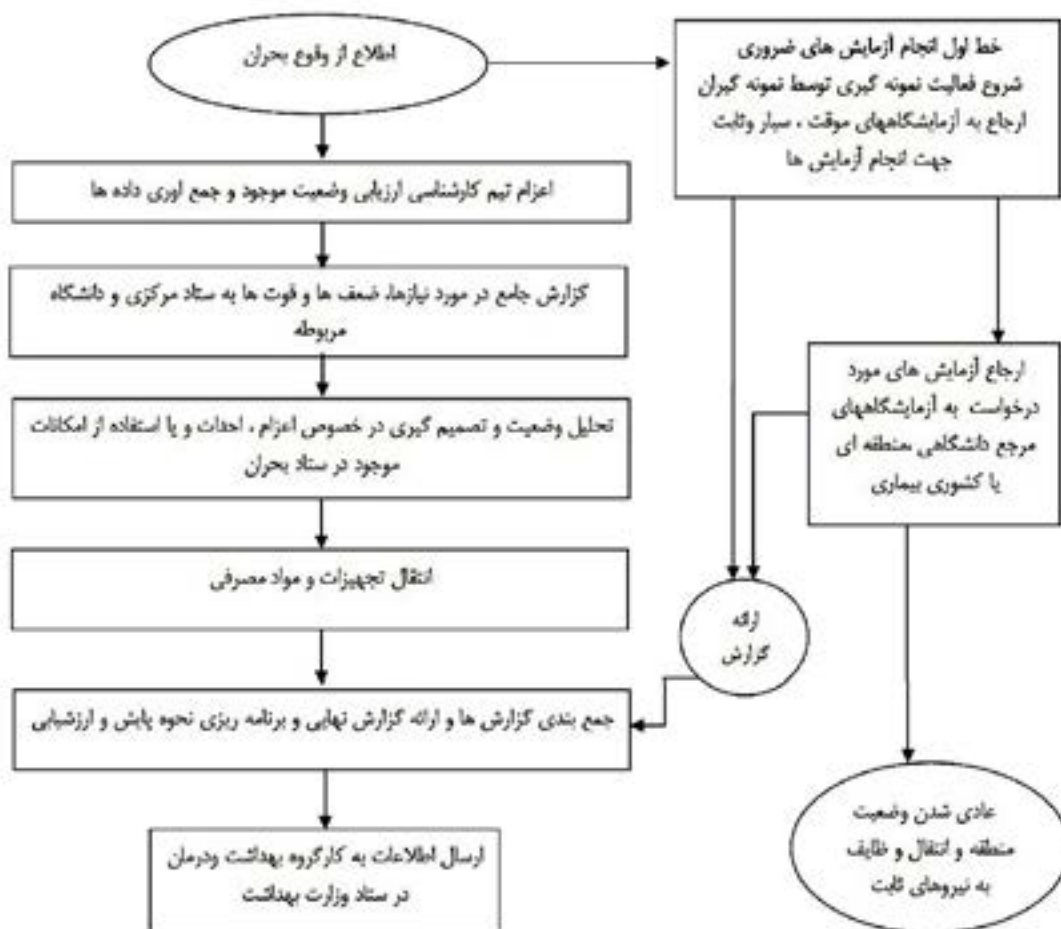 اطلاع از وقوع بحران
خط اول انجام آزمایش های ضروری
شروع فعالیت نمونه گیری توسط نمونه گیران
ارجاع به آزمایشگاههای موقت ، سیار وثابت
جهت انجام آزمایش ها
اعزام تیم کارشناسی ارزیابی وضعیت موجود و جمع اوری داده ها
گزارش جامع در مورد نیازها، ضعف ها و قوت ها به ستاد مرکزی و دانشگاه
مربوطه
ارجاع آزمایش های مورد
درخواست به آزمایشگاههای
مرجع دانشگاهی ،منطقه ای
یا کشوری بیماری
تحلیل وضعیت و تصمیم گیری در خصوص اعزام ، احداث و یا استفاده از امکانات
موجود در ستاد بحران
انتقال تجهیزات و مواد مصرفی
ارائه
گزارش
جمع بندی گزارش ها و ارائه گزارش نهایی و برنامه ریزی نحوه پایش و ارزشیابی
عادی شدن وضعیت
منطقه و انتقال و ظایف
به نیروهای ثابت
ارسال اطلاعات به کارگروه بهداشت ودرمان
در ستاد وزارت بهداشت